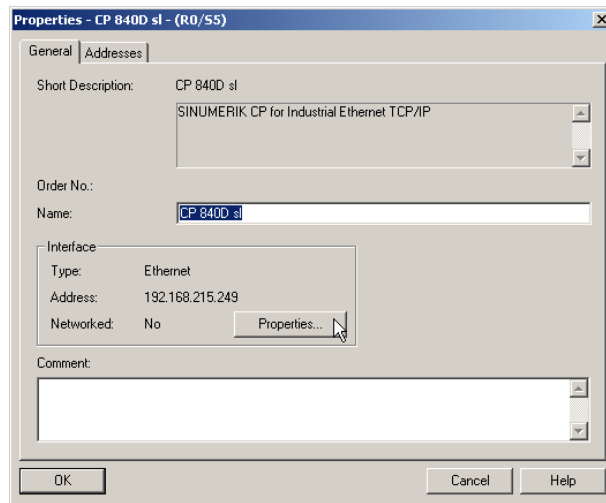 Properties - CP 840D sl - (R0/S5)
General Addresses
Short Description: CP 840D sl
SINUMERIK CP for Industrial Ethernet TCP/IP
Order No.:
Name: CP 840D sl
Interface
Type: Ethernet
Address: 192.168.215.249
Networked: No Properties...
Comment:
OK Cancel Help